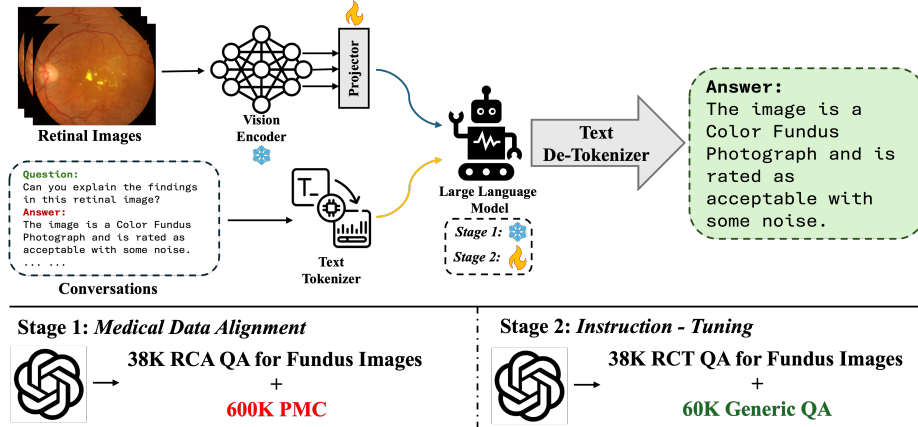 Retinal Images
Vision
Encoder
Projector
Question:
Can you explain the findings
in this retinal image?
Answer:
The image is a Color Fundus
Photograph and is rated as
acceptable with some noise.
... ...
Conversations
T_
Text
Tokenizer
Large Language
Model
Stage 1:
Stage 2:
Text
De-Tokenizer
Answer:
The image is a
Color Fundus
Photograph and is
rated as
acceptable with
some noise.
Stage 1: Medical Data Alignment
38K RCA QA for Fundus Images
+
600K PMC
Stage 2: Instruction - Tuning
38K RCT QA for Fundus Images
+
60K Generic QA